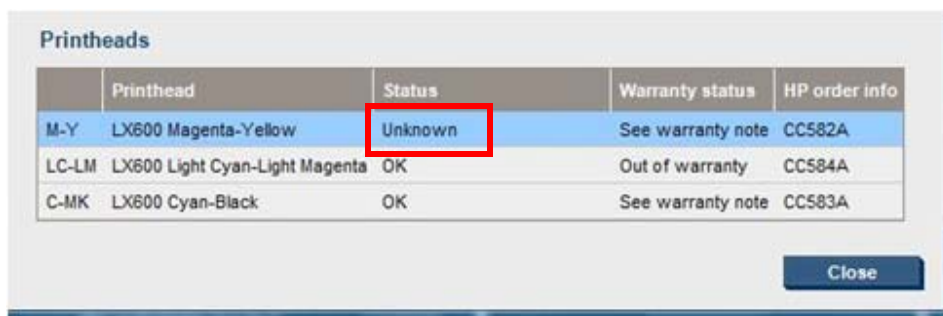 Printheads
Printhead Status Warranty status HP order info
M-Y LX600 Magenta-Yellow Unknown See warranty note CC582A
LC-LM LX600 Light Cyan-Light Magenta OK Out of warranty CC584A
C-MK LX600 Cyan-Black OK See warranty note CC583A
Close